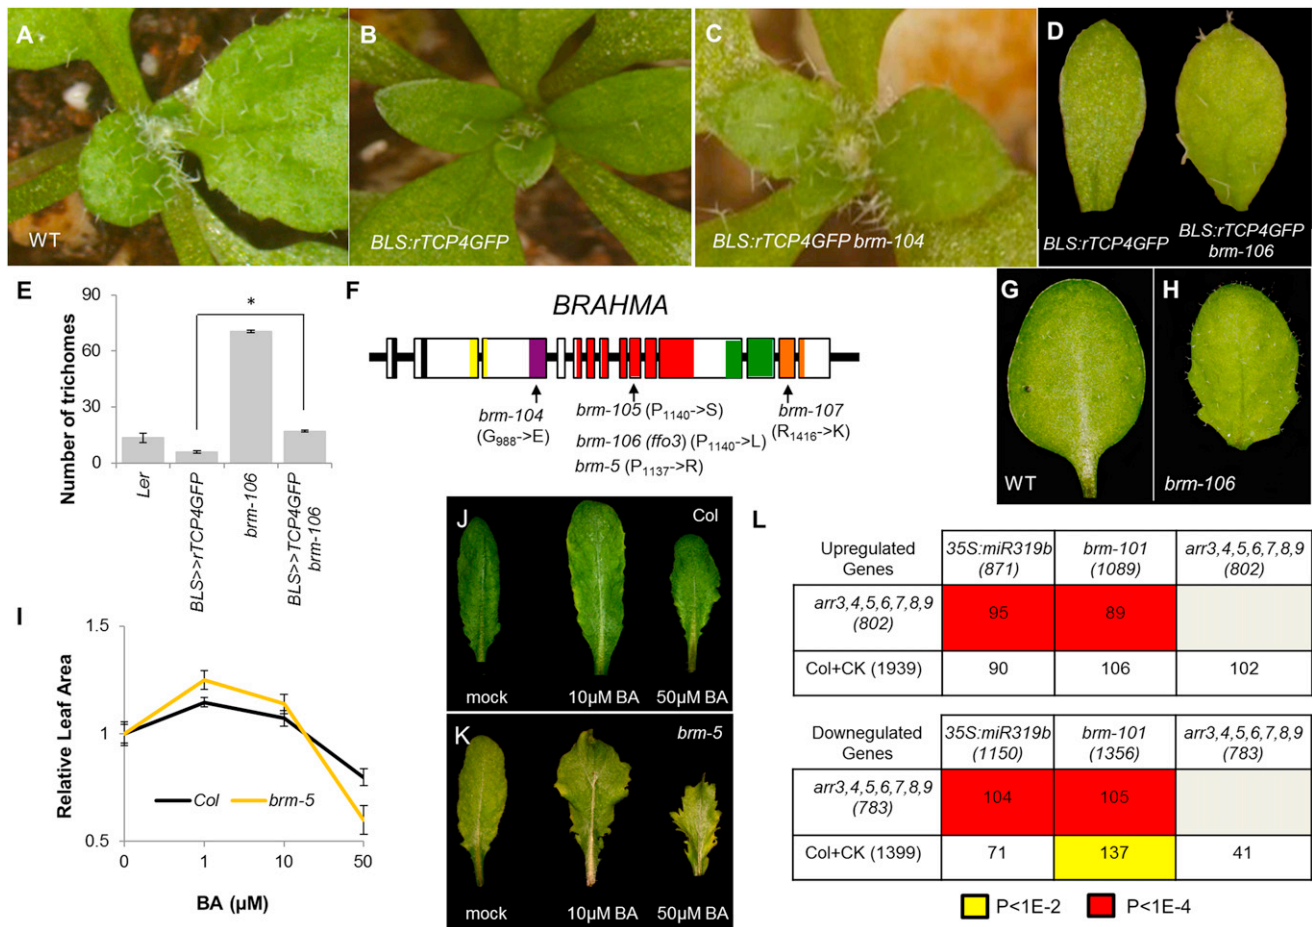 A
WT
B
BLS:rTCP4GFP
C
BLS:rTCP4GFP brm-104
D
BLS:rTCP4GFP
BLS:rTCP4GFP
brm-106
E
Number of trichomes
90
60
30
0
*
Ler
BLS>>rTCP4GFP
brm-106
BLS>>TCP4GFP
brm-106
F
BRAHMA
brm-104
(G988->E)
brm-105 (P1140->S)
brm-106 (ffo3) (P1140->L)
brm-5 (P1137->R)
brm-107
(R1416->K)
G
WT
H
brm-106
I
Relative Leaf Area
1.5
1
0.5
Col
brm-5
0
1
10
50
BA (µM)
J
Col
mock
10µM BA
50µM BA
K
brm-5
mock
10µM BA
50µM BA
L
Upregulated Genes 35S:miR319b (871) brm-101 (1089) arr3,4,5,6,7,8,9 (802)
arr3,4,5,6,7,8,9 (802) 95 89
Col+CK (1939) 90 106 102
Downegulated Genes 35S:miR319b (1150) brm-101 (1356) arr3,4,5,6,7,8,9 (783)
arr3,4,5,6,7,8,9 (783) 104 105
Col+CK (1399) 71 137 41
P<1E-2
P<1E-4